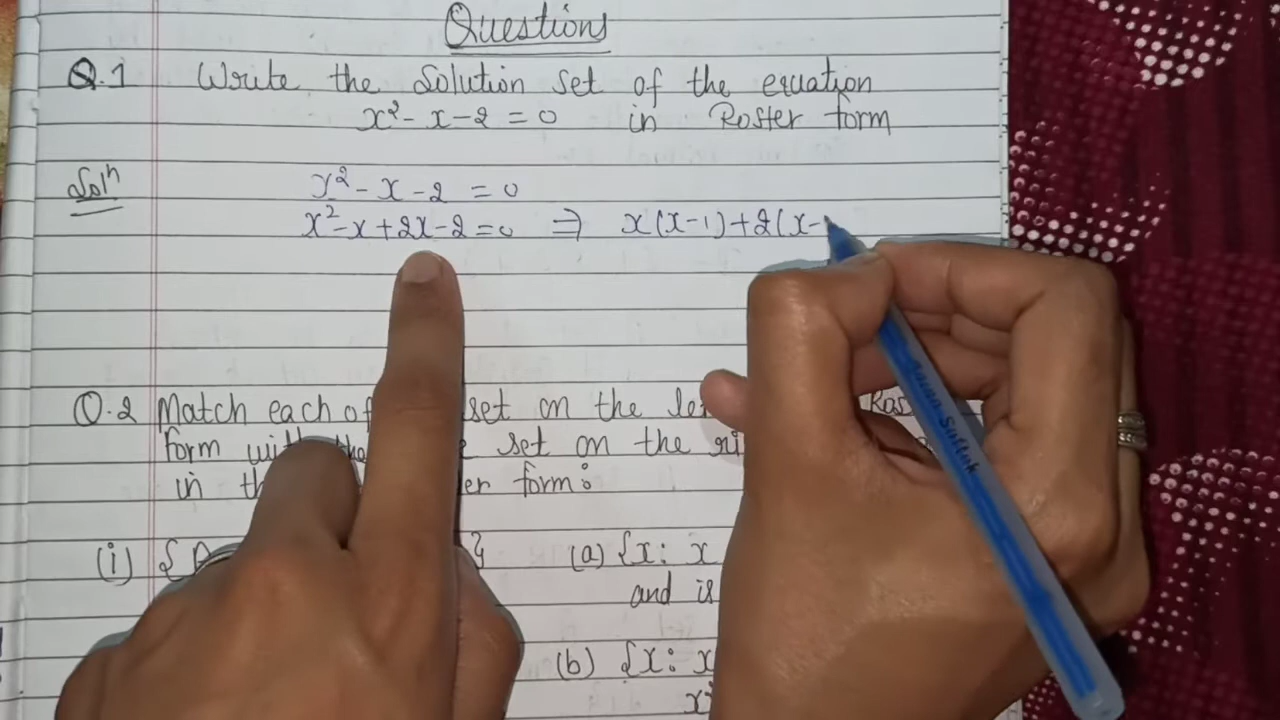 Questions
Q.1 Write the Solution set of the equation
x² - x - 2 = 0 in Roster form
Solⁿ
x² - x - 2 = 0
x² - x + 2x - 2 = 0 ⇒ x(x-1)+2(x-
Q.2 Match each of set on the
form set on the
in er form:
(i) { (a) {x: x
and is
(b) {x: x